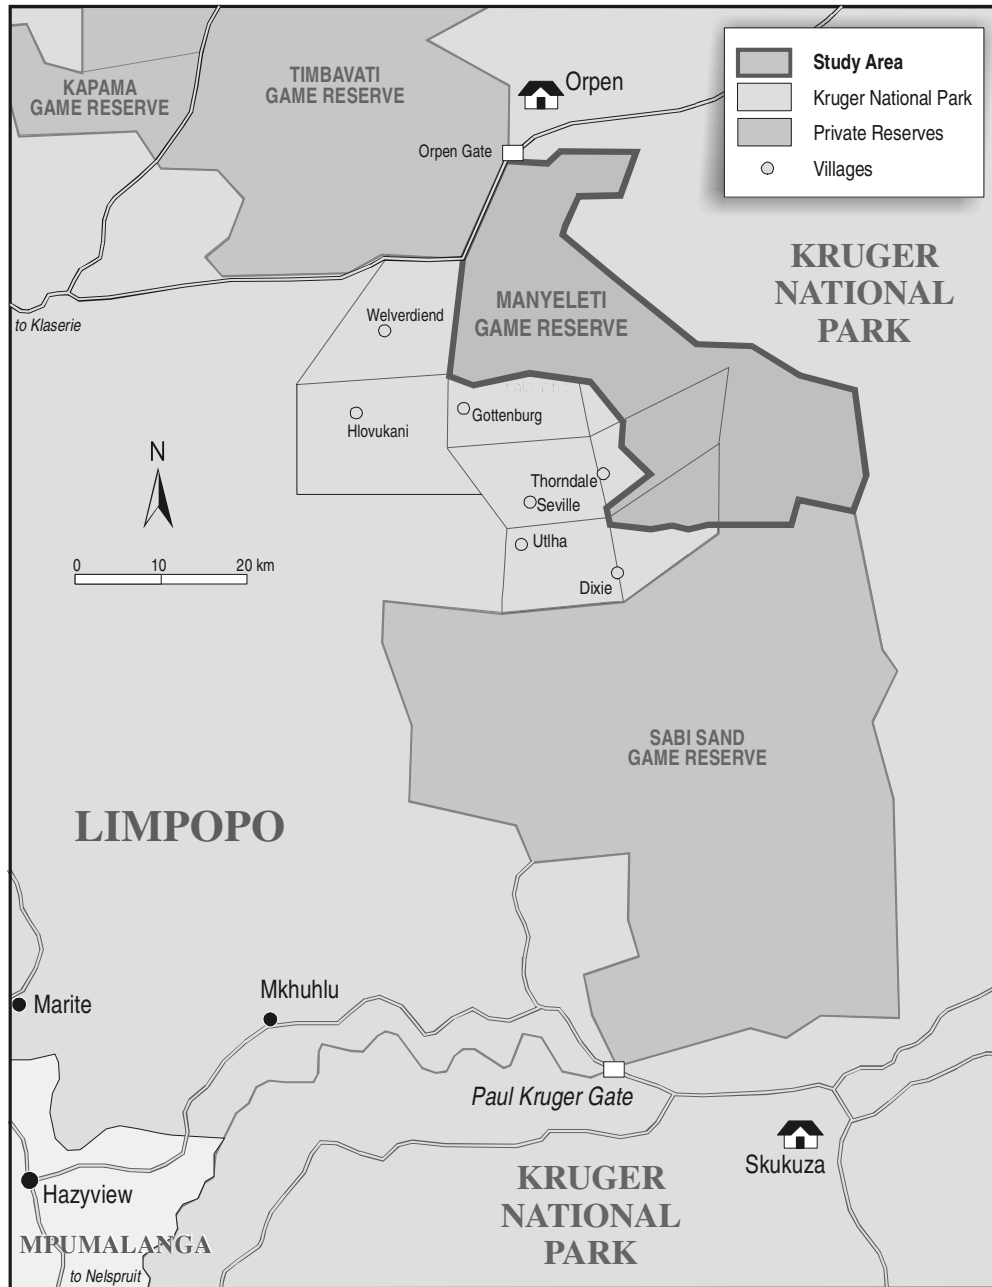 KAPAMA
GAME RESERVE
TIMBAVATI
GAME RESERVE
Orpen
Orpen Gate
Study Area
Kruger National Park
Private Reserves
Villages
KRUGER
NATIONAL
PARK
to Klaserie
Welverdiend
MANYELETI
GAME RESERVE
Hlovukani
Gottenburg
N
Thorndale
Seville
Utlha
Dixie
0 10 20 km
SABI SAND
GAME RESERVE
LIMPOPO
Marite
Mkhuhlu
Paul Kruger Gate
Skukuza
Hazyview
KRUGER
NATIONAL
PARK
MPUMALANGA
to Nelspruit